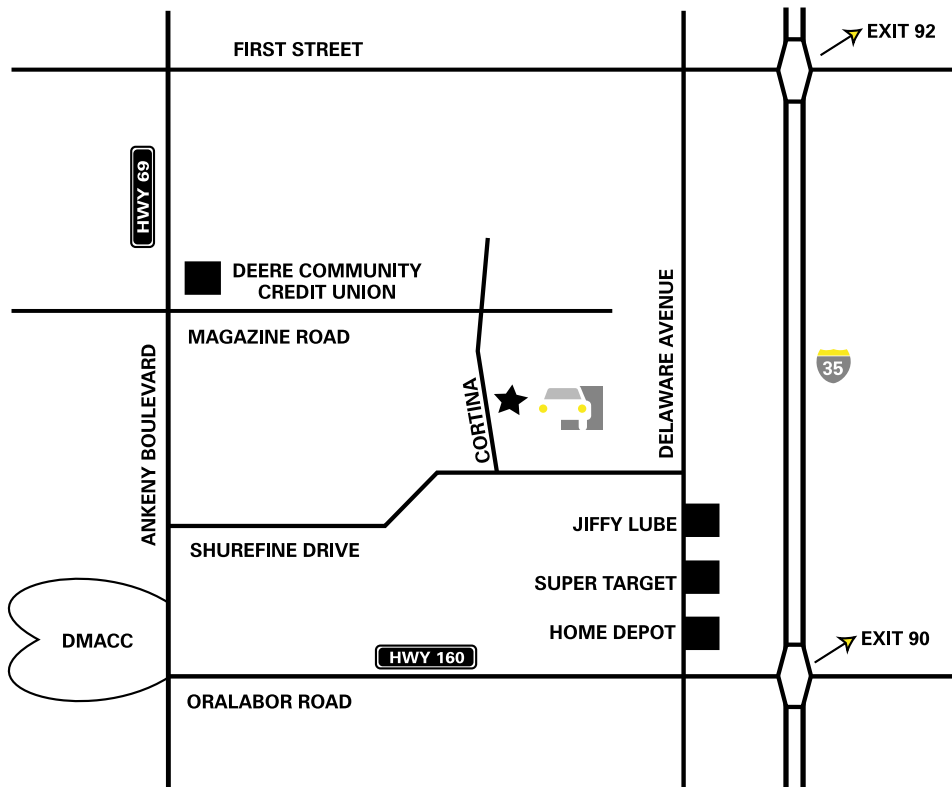 EXIT 92
FIRST STREET
HWY 69
DEERE COMMUNITY
CREDIT UNION
MAGAZINE ROAD
DELAWARE AVENUE
35
ANKENY BOULEVARD
CORTINA
JIFFY LUBE
SHUREFINE DRIVE
SUPER TARGET
HOME DEPOT
DMACC
EXIT 90
HWY 160
ORALABOR ROAD